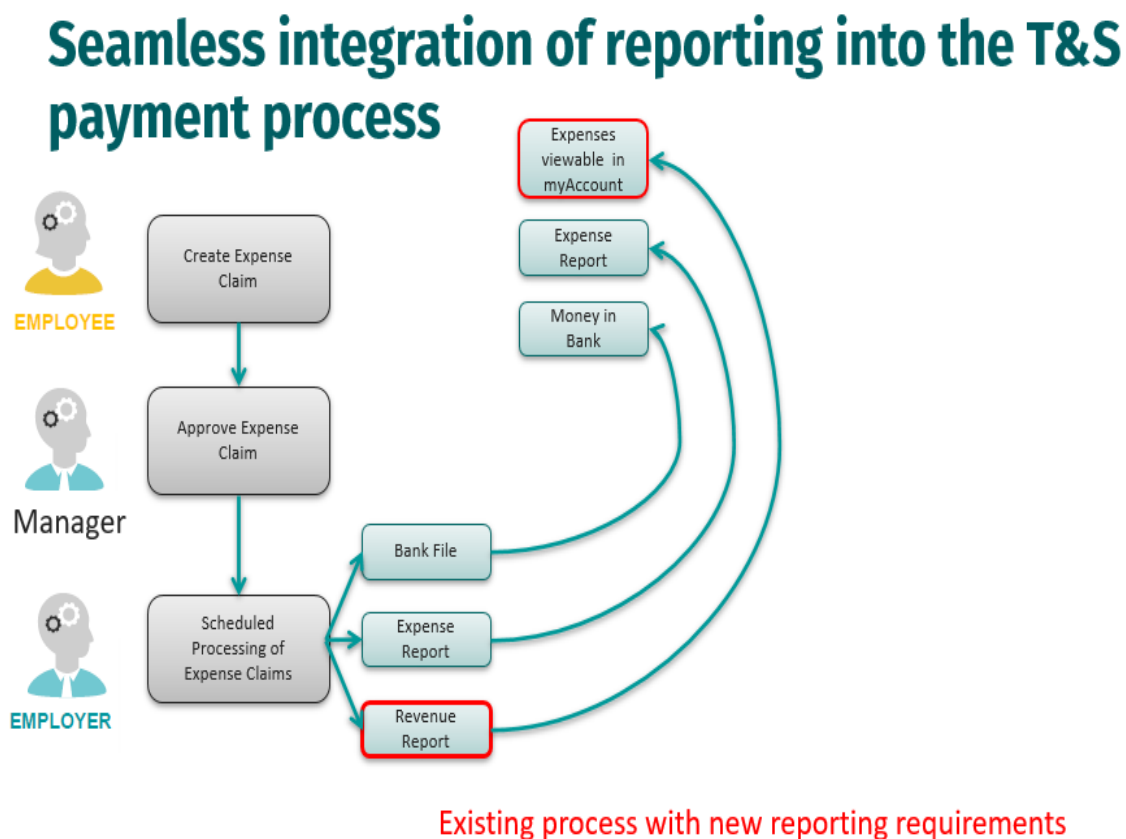 Seamless integration of reporting into the T&S
payment process
Expenses
viewable in
myAccount
Expense
Report
Money in
Bank
Create Expense
Claim
EMPLOYEE
Approve Expense
Claim
Manager
Bank File
Scheduled
Processing of
Expense Claims
Expense
Report
EMPLOYER
Revenue
Report
Existing process with new reporting requirements